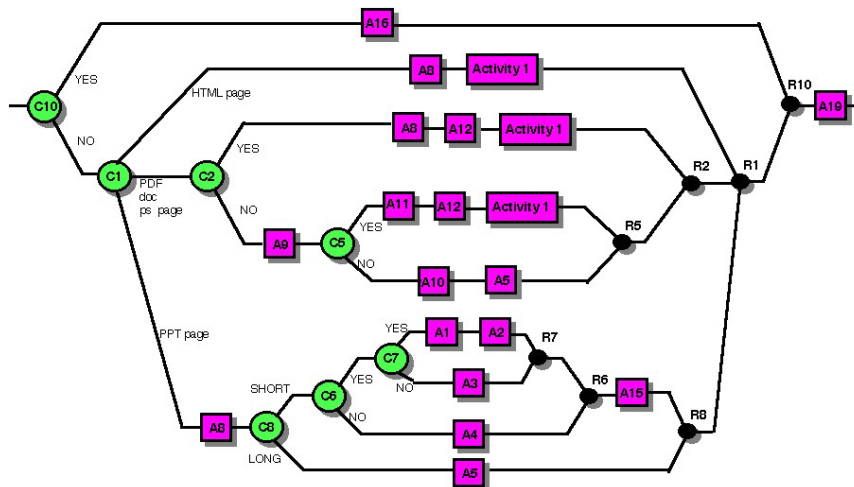 A16
YES
R10
HTML page
A8
Activity 1
C10
A19
NO
YES
A8
A12
Activity 1
R2
R1
C1
C2
PDF
doc
ps page
NO
A11
A12
Activity 1
YES
R5
A9
C5
NO
A10
A5
PPT page
YES
A1
A2
R7
C7
YES
NO
A3
R6
SHORT
C6
A15
NO
R8
A8
C8
A4
LONG
A5